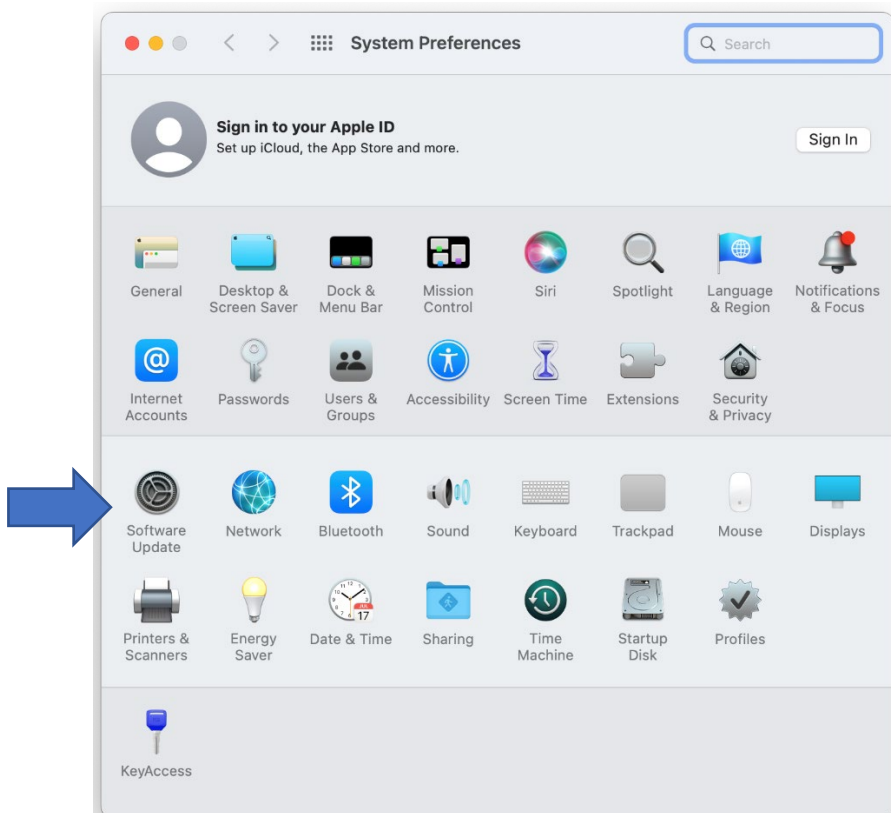 System Preferences
Search
Sign in to your Apple ID
Set up iCloud, the App Store and more.
Sign In
General
Desktop &
Screen Saver
Dock &
Menu Bar
Mission
Control
Siri
Spotlight
Language
& Region
Notifications
& Focus
@
Internet
Accounts
Passwords
Users &
Groups
Accessibility
Screen Time
Extensions
Security
& Privacy
Software
Update
Network
Bluetooth
Sound
Keyboard
Trackpad
Mouse
Displays
Printers &
Scanners
Energy
Saver
JUL
17
Date & Time
Sharing
Time
Machine
Startup
Disk
Profiles
KeyAccess